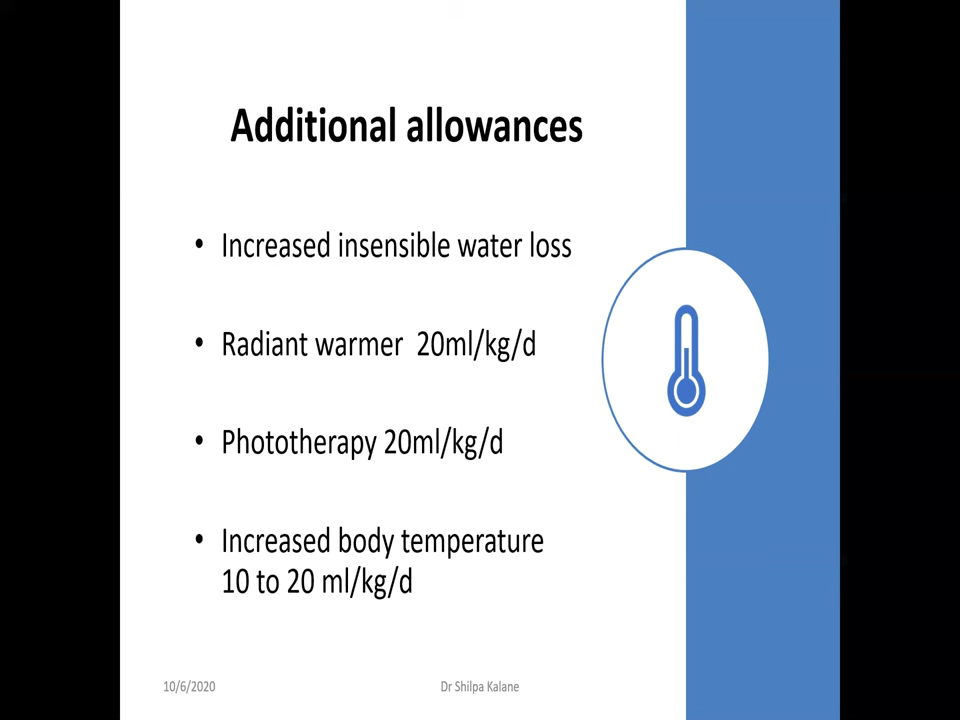 Additional allowances
• Increased insensible water loss
• Radiant warmer  20ml/kg/d
• Phototherapy 20ml/kg/d
• Increased body temperature
10 to 20 ml/kg/d
10/6/2020
Dr Shilpa Kalane